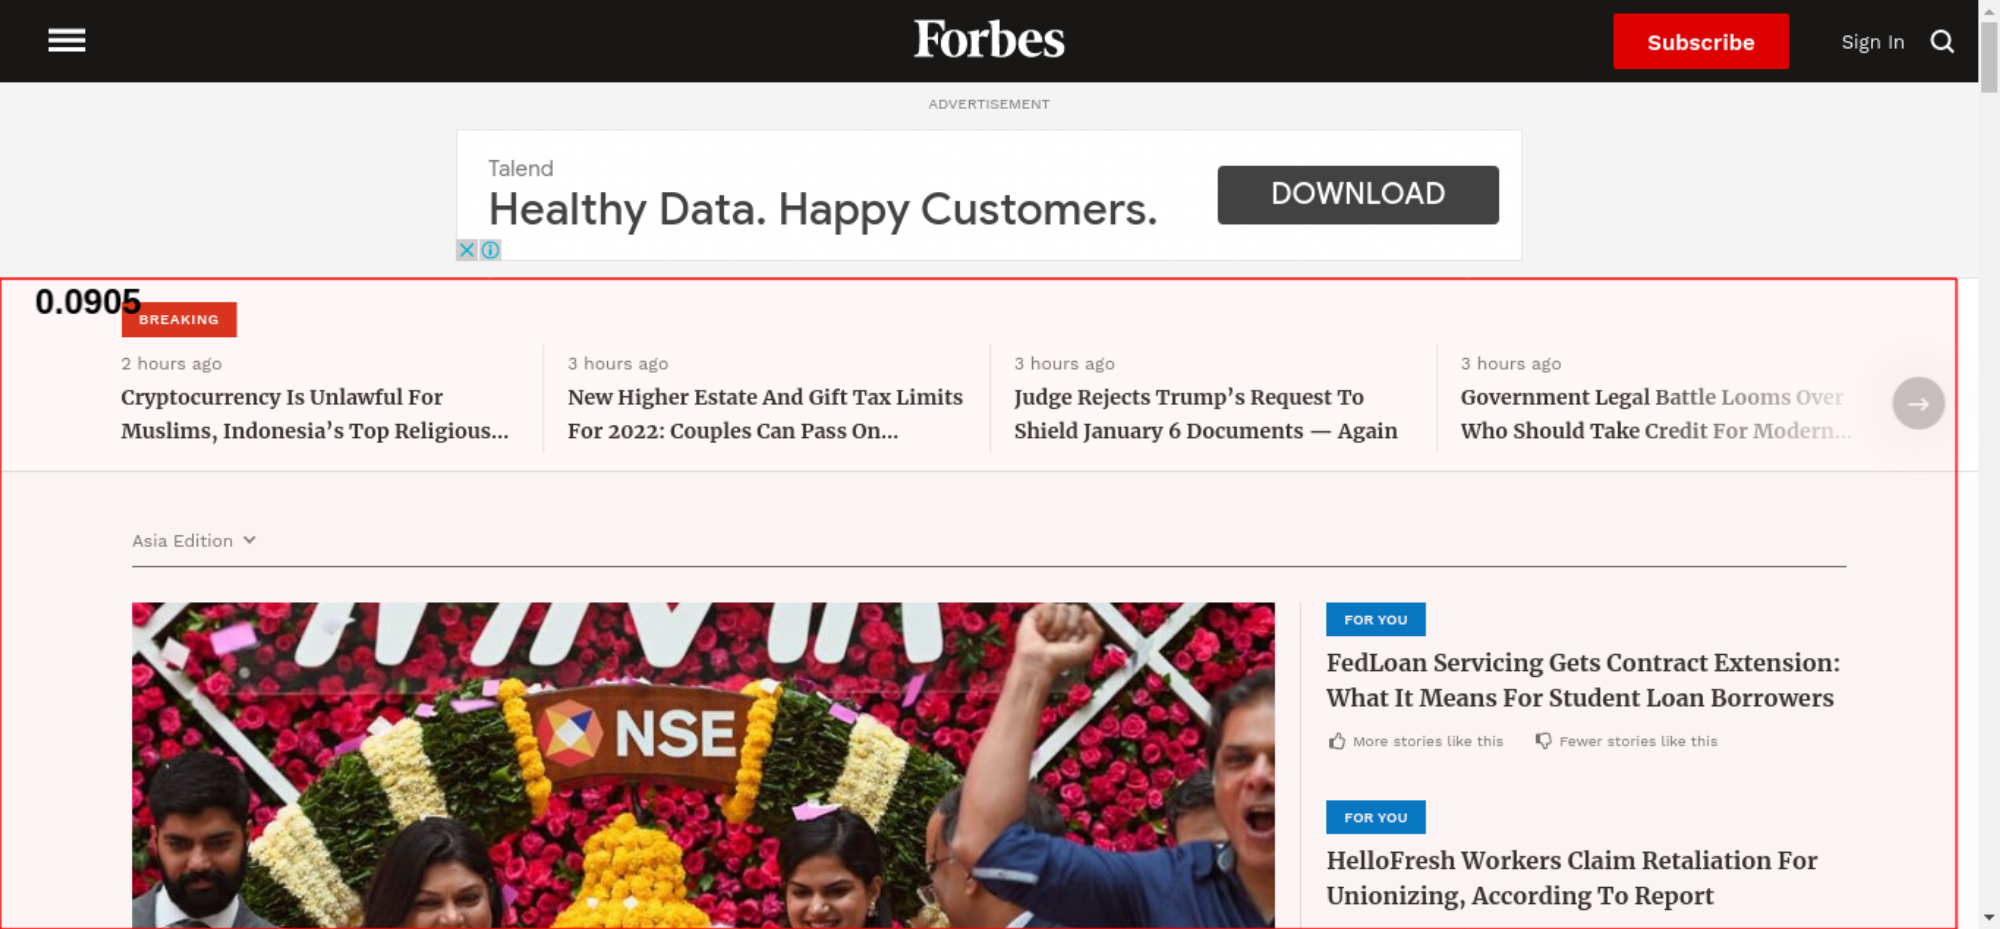 Forbes
Subscribe
Sign In
ADVERTISEMENT
Talend
Healthy Data. Happy Customers.
DOWNLOAD
0.0905
BREAKING
2 hours ago
Cryptocurrency Is Unlawful For
Muslims, Indonesia’s Top Religious...
3 hours ago
New Higher Estate And Gift Tax Limits
For 2022: Couples Can Pass On...
3 hours ago
Judge Rejects Trump’s Request To
Shield January 6 Documents — Again
3 hours ago
Government Legal Battle Looms Over
Who Should Take Credit For Modern...
Asia Edition
NSE
FOR YOU
FedLoan Servicing Gets Contract Extension:
What It Means For Student Loan Borrowers
More stories like this
Fewer stories like this
FOR YOU
HelloFresh Workers Claim Retaliation For
Unionizing, According To Report